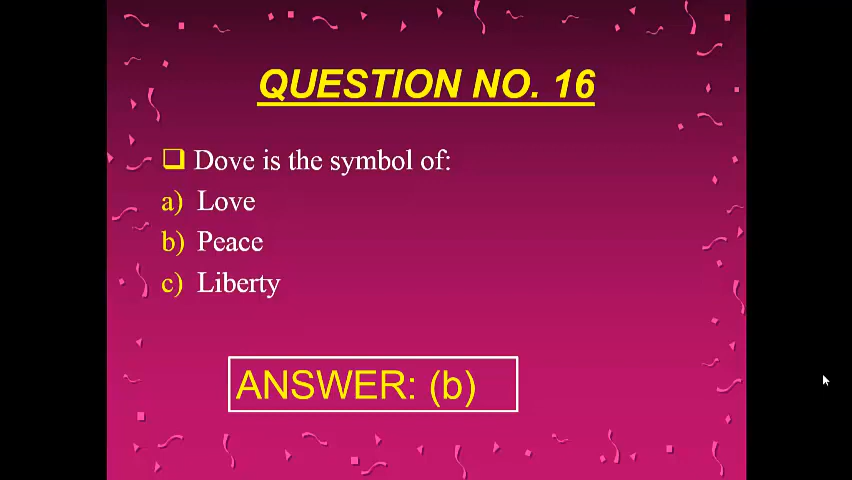 QUESTION NO. 16
Dove is the symbol of:
a) Love
b) Peace
c) Liberty
ANSWER: (b)